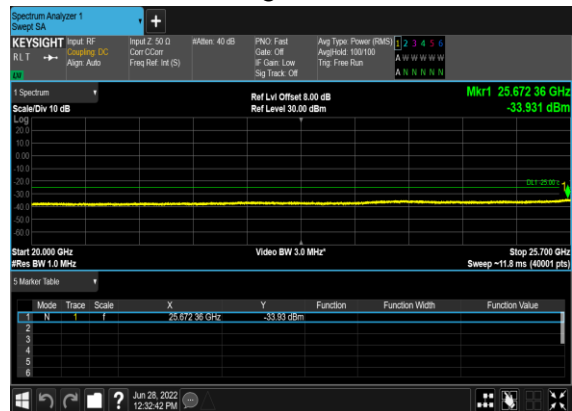 Spectrum Analyzer 1
Swept SA
+
KEYSIGHT Input: RF Input Z: 50 Ω #Atten: 40 dB PNO: Fast Avg Type: Power (RMS) 1 2 3 4 5 6
RLT Coupling: DC Corr CCorr Gate: Off Avg|Hold: 100/100 A W W W W W
Align: Auto Freq Ref: Int (S) IF Gain: Low Trig: Free Run
Sig Track: Off A N N N N N
1 Spectrum Ref Lvl Offset 8.00 dB Mkr1 25.672 36 GHz
Scale/Div 10 dB Ref Level 30.00 dBm -33.931 dBm
Log
20.0
10.0
0.00
-10.0
-20.0
DL1 -25.00
1
-30.0
-40.0
-50.0
-60.0
Start 20.000 GHz Video BW 3.0 MHz* Stop 25.700 GHz
#Res BW 1.0 MHz Sweep ~11.8 ms (40001 pts)
5 Marker Table
Mode Trace Scale X Y Function Function Width Function Value
1 N 1 f 25.672 36 GHz -33.93 dBm
2
3
4
5
6
? Jun 28, 2022
12:32:42 PM